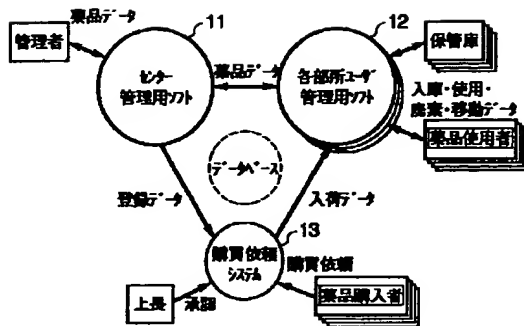 薬品データ
11
12
管理者
センター
管理用ソフト
薬品データ
各部所ユーザ
管理用ソフト
保管庫
入庫・使用・
廃棄・移動データ
薬品使用者
データベース
登録データ
入荷データ
13
購買依頼
システム
購買依頼
上長
承認
薬品購入者